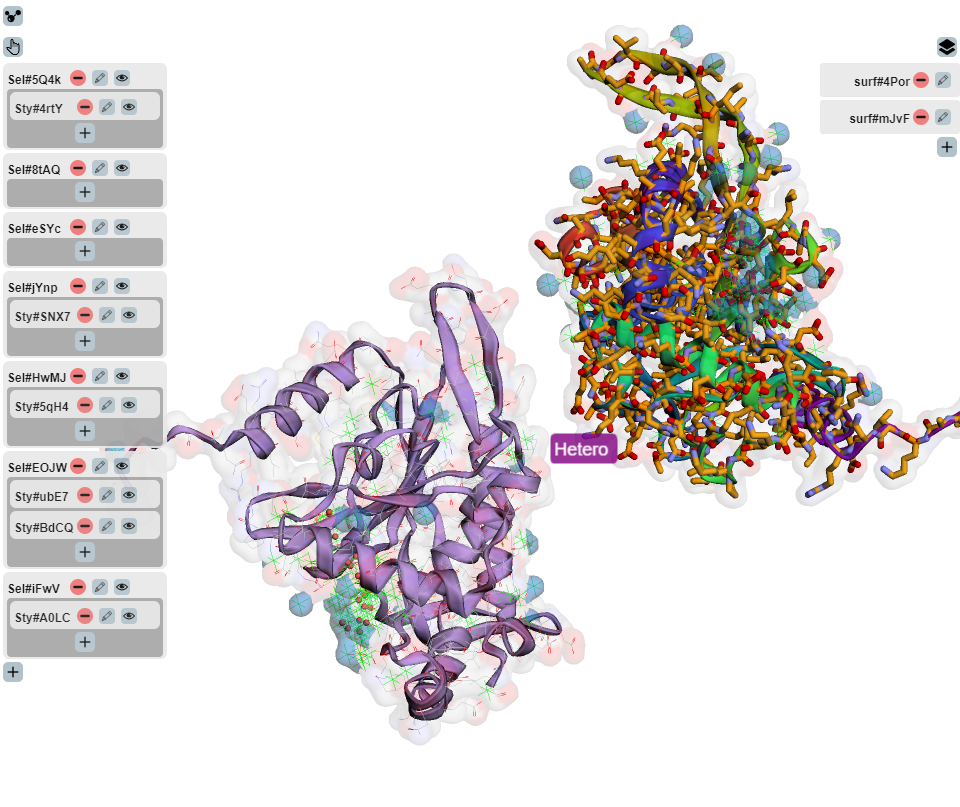 Sel#5Q4k
Sty#4rtY
Sel#8tAQ
Sel#eSYc
Sel#jYnp
Sty#SNX7
Sel#HwMJ
Sty#5qH4
Sel#EOJW
Sty#ubE7
Sty#BdCQ
Sel#iFwV
Sty#A0LC
Hetero
surf#4Por
surf#mJvF